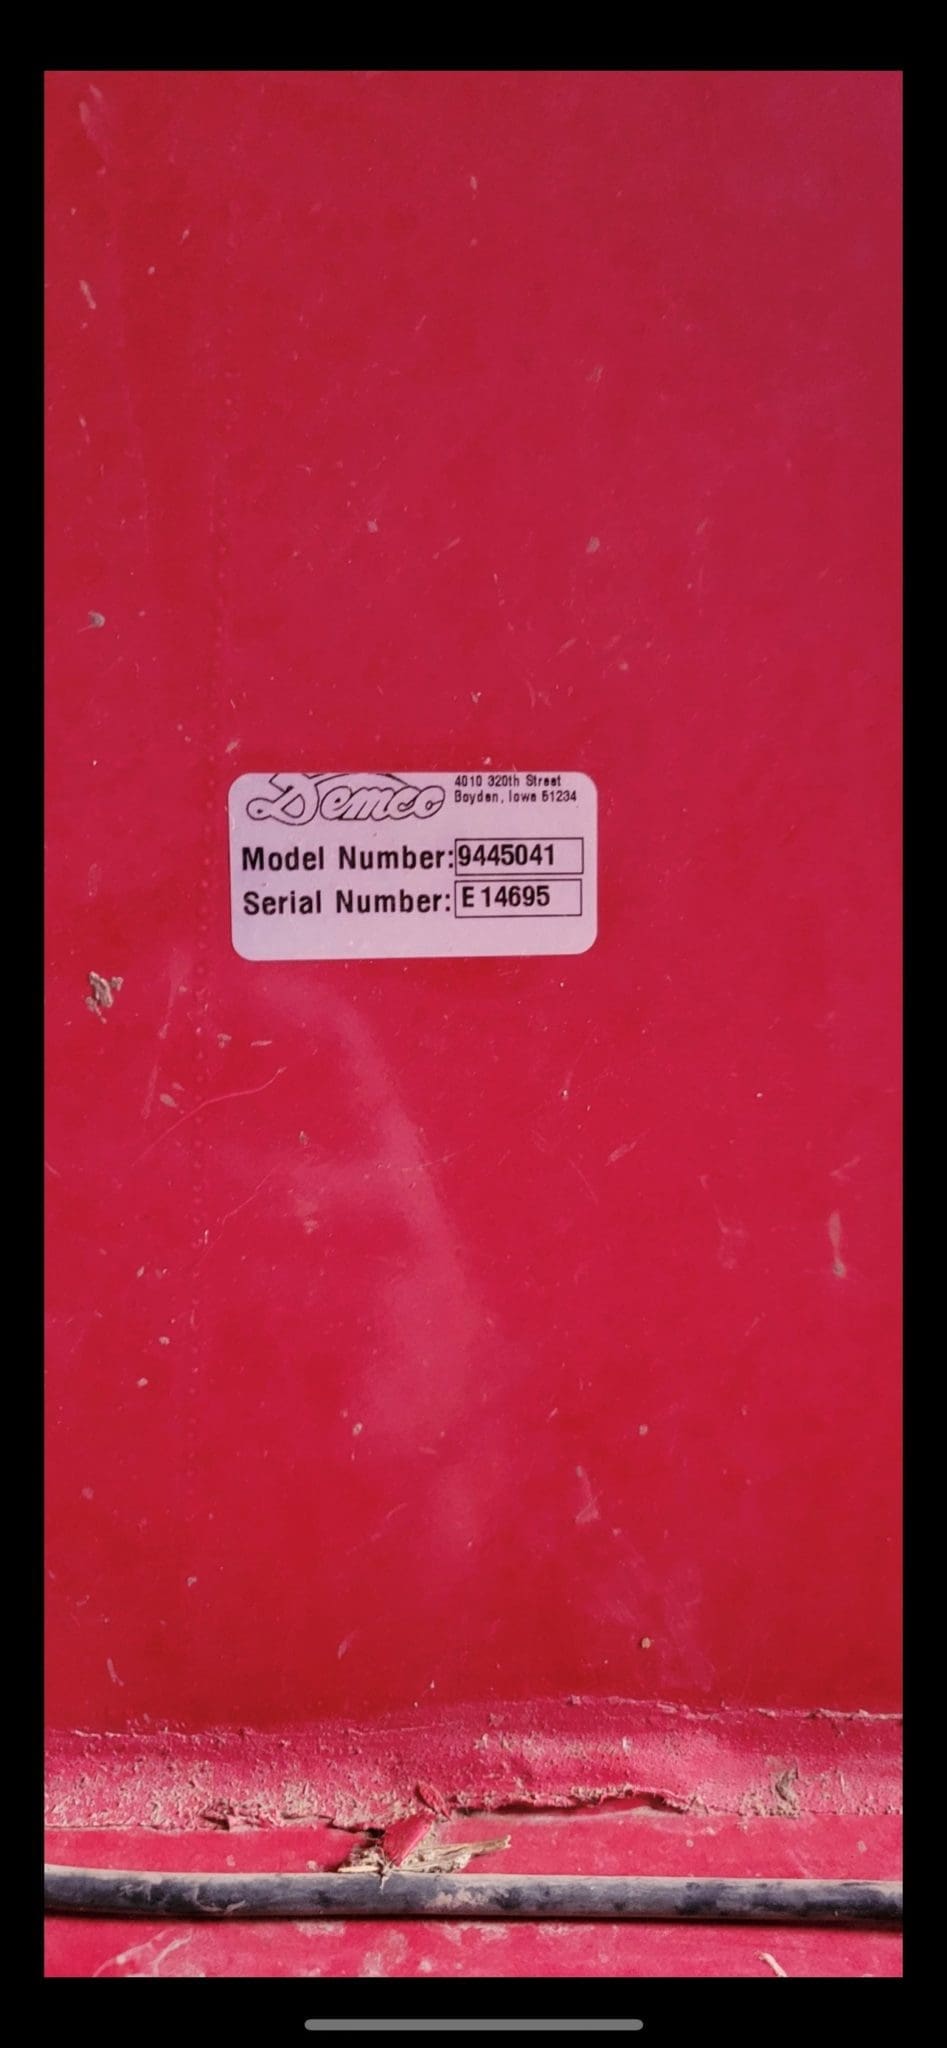 Demco
4010 320th Street
Boyden, Iowa 51234
Model Number: 9445041
Serial Number: E 14695